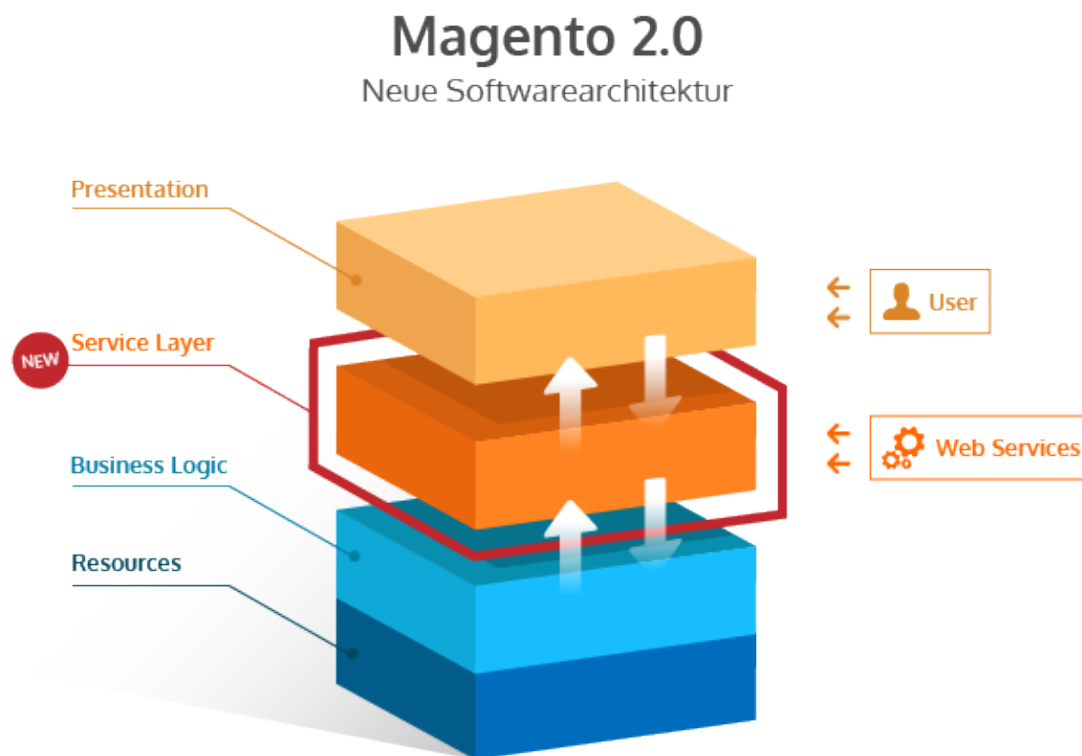 Magento 2.0
Neue Softwarearchitektur
Presentation
User
NEW
Service Layer
Web Services
Business Logic
Resources